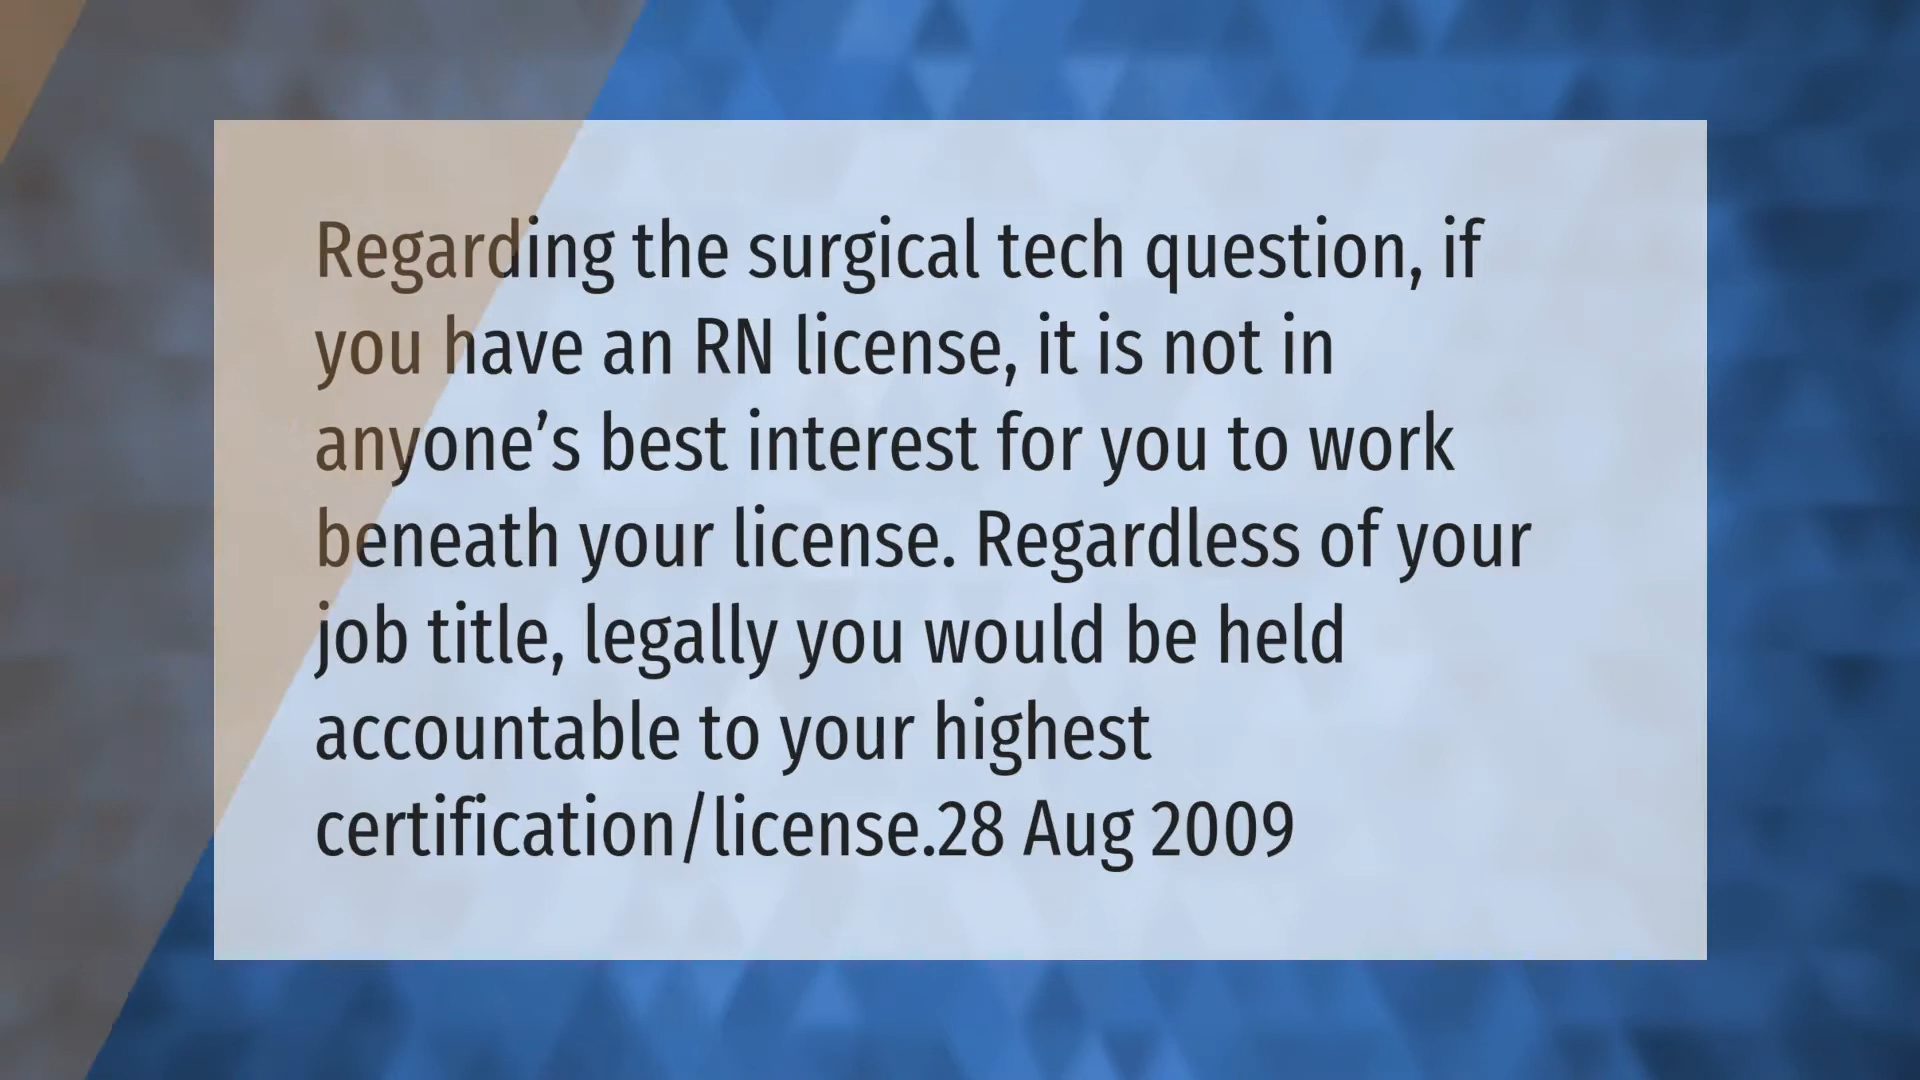 Regarding the surgical tech question, if
you have an RN license, it is not in
anyone’s best interest for you to work
beneath your license. Regardless of your
job title, legally you would be held
accountable to your highest
certification/license.28 Aug 2009